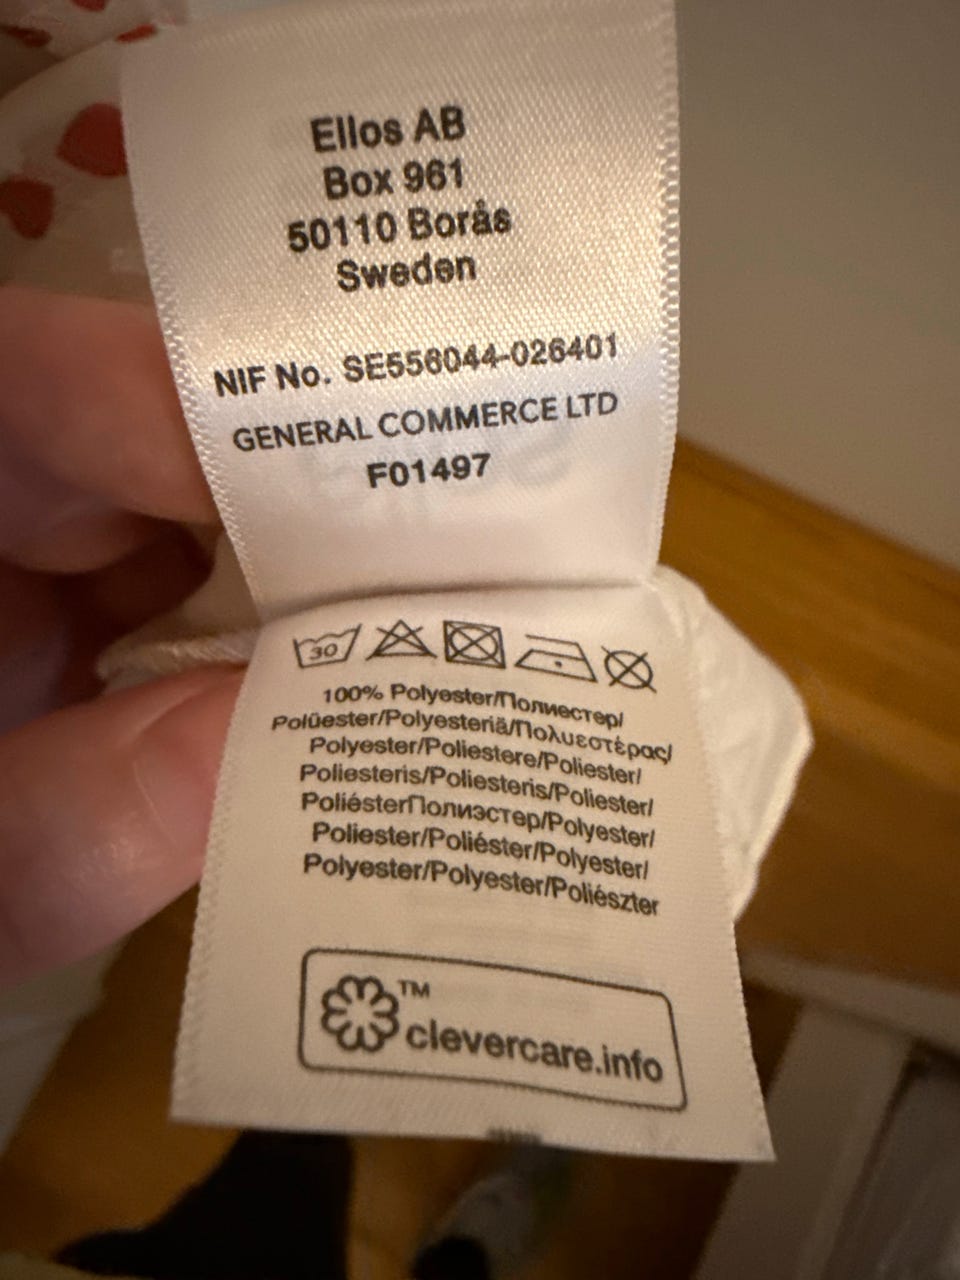 Ellos AB
Box 961
50110 Borås
Sweden
NIF No. SE556044-026401
GENERAL COMMERCE LTD
F01497
30
100% Polyester/Полиестер/
Polüester/Polyesteriä/Πολυεστέρας/
Polyester/Poliestere/Poliester/
Poliesteris/Poliesteris/Poliester/
PoliésterПолиэстер/Polyester/
Poliester/Poliéster/Polyester/
Polyester/Polyester/Poliészter
TM
clevercare.info